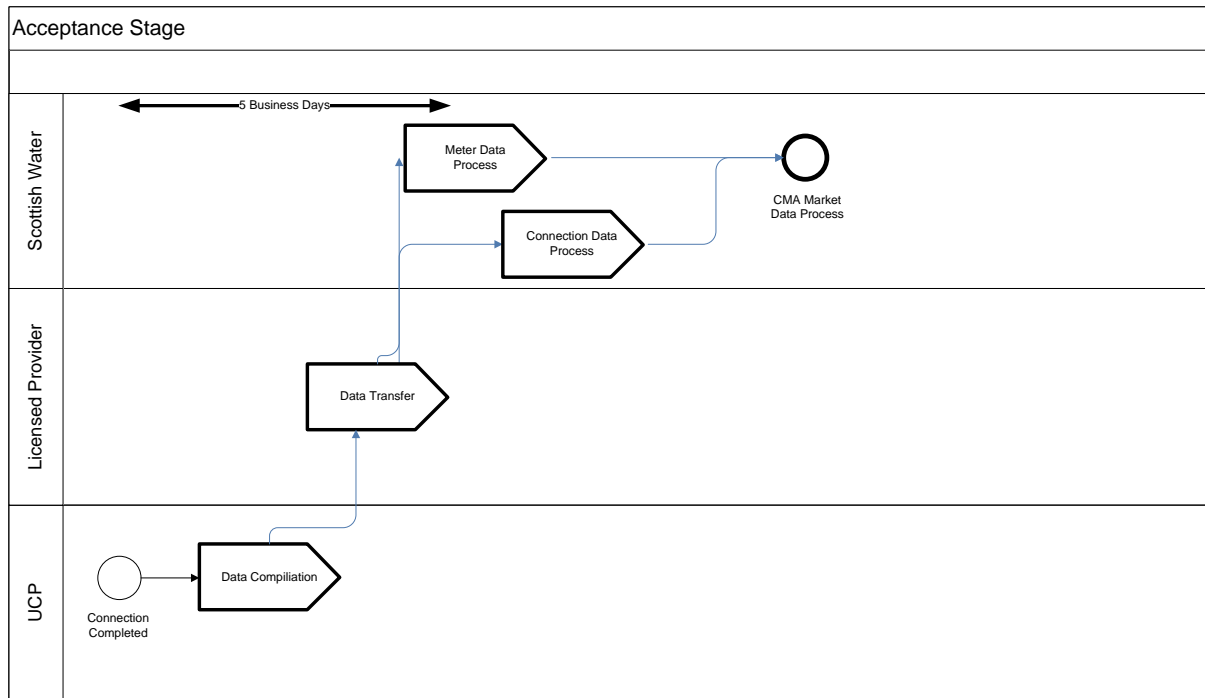 Acceptance Stage
Scottish Water
5 Business Days
Meter Data
Process
CMA Market
Data Process
Connection Data
Process
Licensed Provider
Data Transfer
UCP
Data Compiliation
Connection
Completed